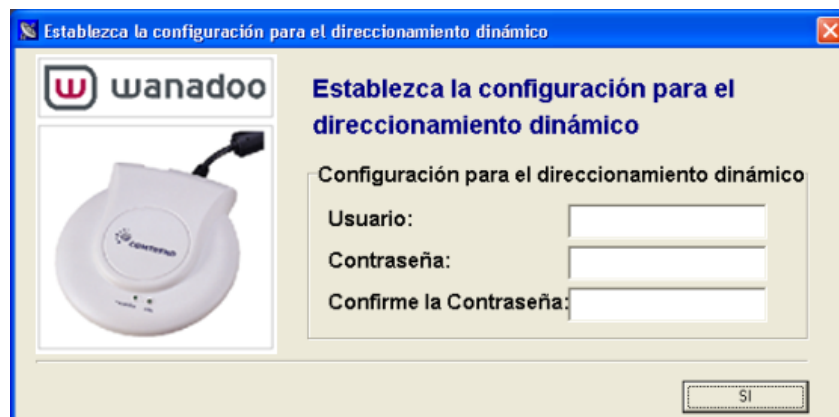 Establezca la configuración para el direccionamiento dinámico
wanadoo
Establezca la configuración para el
direccionamiento dinámico
COMTREND
Configuración para el direccionamiento dinámico
Usuario:
Contraseña:
Confirme la Contraseña:
SI